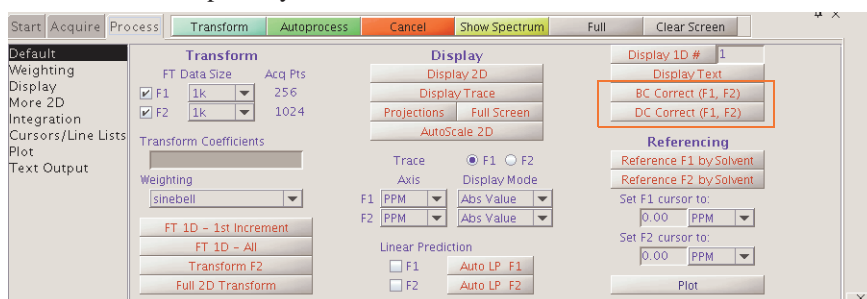 Start Acquire Process Transform Autoprocess Cancel Show Spectrum Full Clear Screen
Default
Weighting
Display
More 2D
Integration
Cursors/Line Lists
Plot
Text Output
Transform
FT Data Size Acq Pts
F1 1k 256
F2 1k 1024
Transform Coefficients
Weighting
sinebell
FT 1D - 1st Increment
FT 1D - All
Transform F2
Full 2D Transform
Display
Display 2D
Display Trace
Projections Full Screen
AutoScale 2D
Trace F1 F2
Axis Display Mode
F1 PPM Abs Value
F2 PPM Abs Value
Linear Prediction
F1 Auto LP F1
F2 Auto LP F2
Display 1D # 1
Display Text
BC Correct (F1, F2)
DC Correct (F1, F2)
Referencing
Reference F1 by Solvent
Reference F2 by Solvent
Set F1 cursor to:
0.00 PPM
Set F2 cursor to:
0.00 PPM
Plot